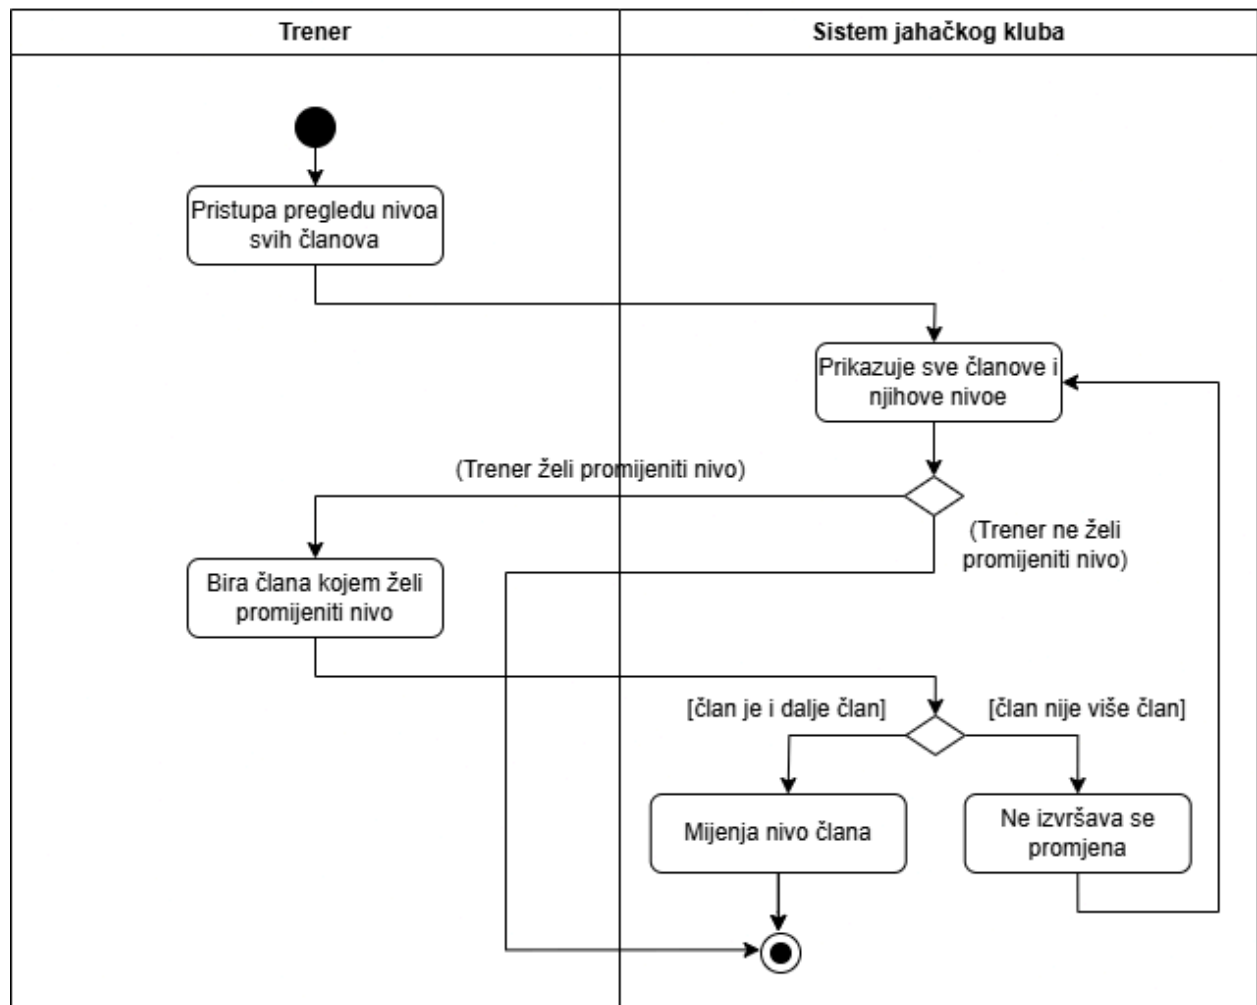 Trener
Sistem jahačkog kluba
Pristupa pregledu nivoa
svih članova
Prikazuje sve članove i
njihove nivoe
(Trener želi promijeniti nivo)
(Trener ne želi
promijeniti nivo)
Bira člana kojem želi
promijeniti nivo
[član je i dalje član]
[član nije više član]
Mijenja nivo člana
Ne izvršava se
promjena